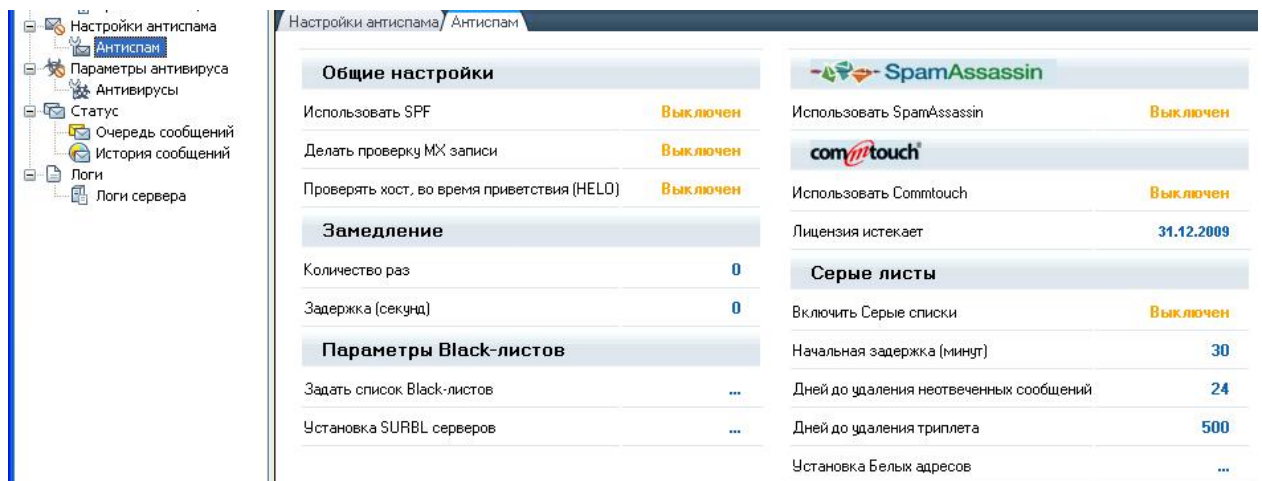 Настройки антиспама
Антиспам
Параметры антивируса
Антивирусы
Статус
Очередь сообщений
История сообщений
Логи
Логи сервера
Настройки антиспама Антиспам
Общие настройки
Использовать SPF Выключен
Делать проверку MX записи Выключен
Проверять хост, во время приветствия (HELO) Выключен
Замедление
Количество раз 0
Задержка (секунд) 0
Параметры Black-листов
Задать список Black-листов ...
Установка SURBL серверов ...
SpamAssassin
Использовать SpamAssassin Выключен
commtouch
Использовать Commtouch Выключен
Лицензия истекает 31.12.2009
Серые листы
Включить Серые списки Выключен
Начальная задержка (минут) 30
Дней до удаления неотвеченных сообщений 24
Дней до удаления триплета 500
Установка Белых адресов ...